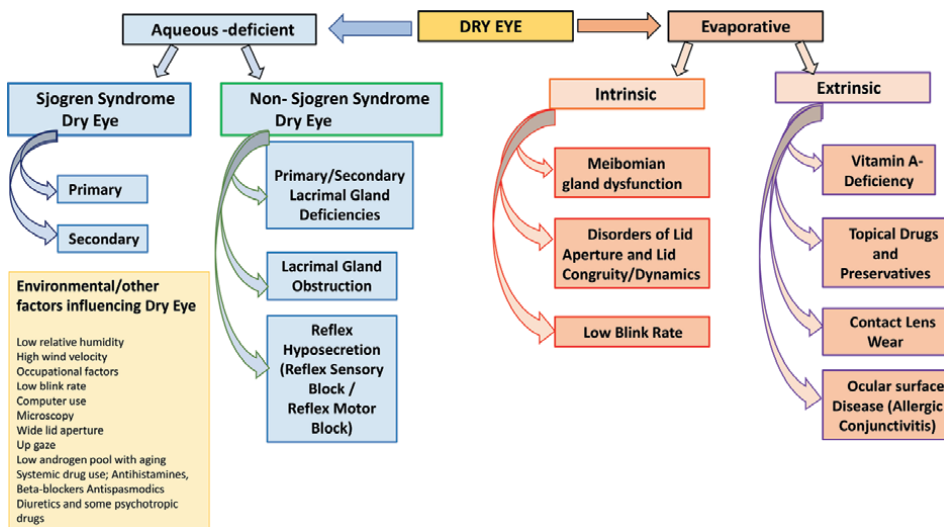 DRY EYE
Aqueous -deficient
Evaporative
Sjogren Syndrome
Dry Eye
Primary
Secondary
Non- Sjogren Syndrome
Dry Eye
Primary/Secondary
Lacrimal Gland
Deficiencies
Lacrimal Gland
Obstruction
Reflex
Hyposecretion
(Reflex Sensory
Block /
Reflex Motor
Block)
Intrinsic
Meibomian
gland dysfunction
Disorders of Lid
Aperture and Lid
Congruity/Dynamics
Low Blink Rate
Extrinsic
Vitamin A-
Deficiency
Topical Drugs and
Preservatives
Contact Lens
Wear
Ocular surface
Disease (Allergic
Conjunctivitis)
Environmental/other
factors influencing Dry Eye
Low relative humidity
High wind velocity
Occupational factors
Low blink rate
Computer use
Microscopy
Wide lid aperture
Up gaze
Low androgen pool with aging
Systemic drug use; Antihistamines,
Beta-blockers Antispasmodics
Diuretics and some psychotropic
drugs